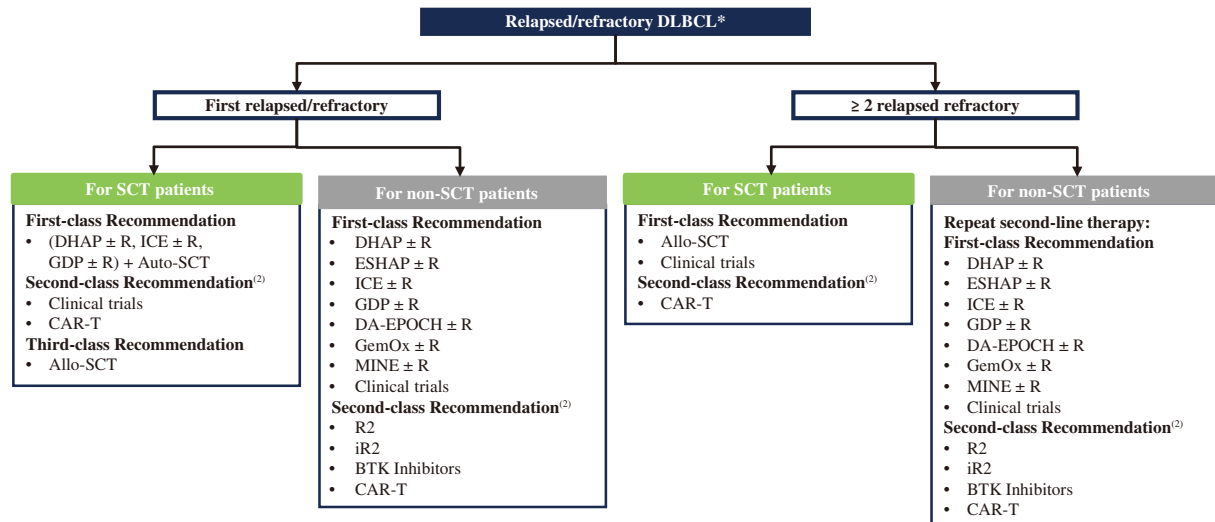 Relapsed/refractory DLBCL*
First relapsed/refractory
≥ 2 relapsed refractory
For SCT patients
First-class Recommendation
• (DHAP ± R, ICE ± R,
GDP ± R) + Auto-SCT
Second-class Recommendation(2)
• Clinical trials
• CAR-T
Third-class Recommendation
• Allo-SCT
For non-SCT patients
First-class Recommendation
• DHAP ± R
• ESHAP ± R
• ICE ± R
• GDP ± R
• DA-EPOCH ± R
• GemOx ± R
• MINE ± R
• Clinical trials
Second-class Recommendation(2)
• R2
• iR2
• BTK Inhibitors
• CAR-T
For SCT patients
First-class Recommendation
• Allo-SCT
• Clinical trials
Second-class Recommendation(2)
• CAR-T
For non-SCT patients
Repeat second-line therapy:
First-class Recommendation
• DHAP ± R
• ESHAP ± R
• ICE ± R
• GDP ± R
• DA-EPOCH ± R
• GemOx ± R
• MINE ± R
• Clinical trials
Second-class Recommendation(2)
• R2
• iR2
• BTK Inhibitors
• CAR-T